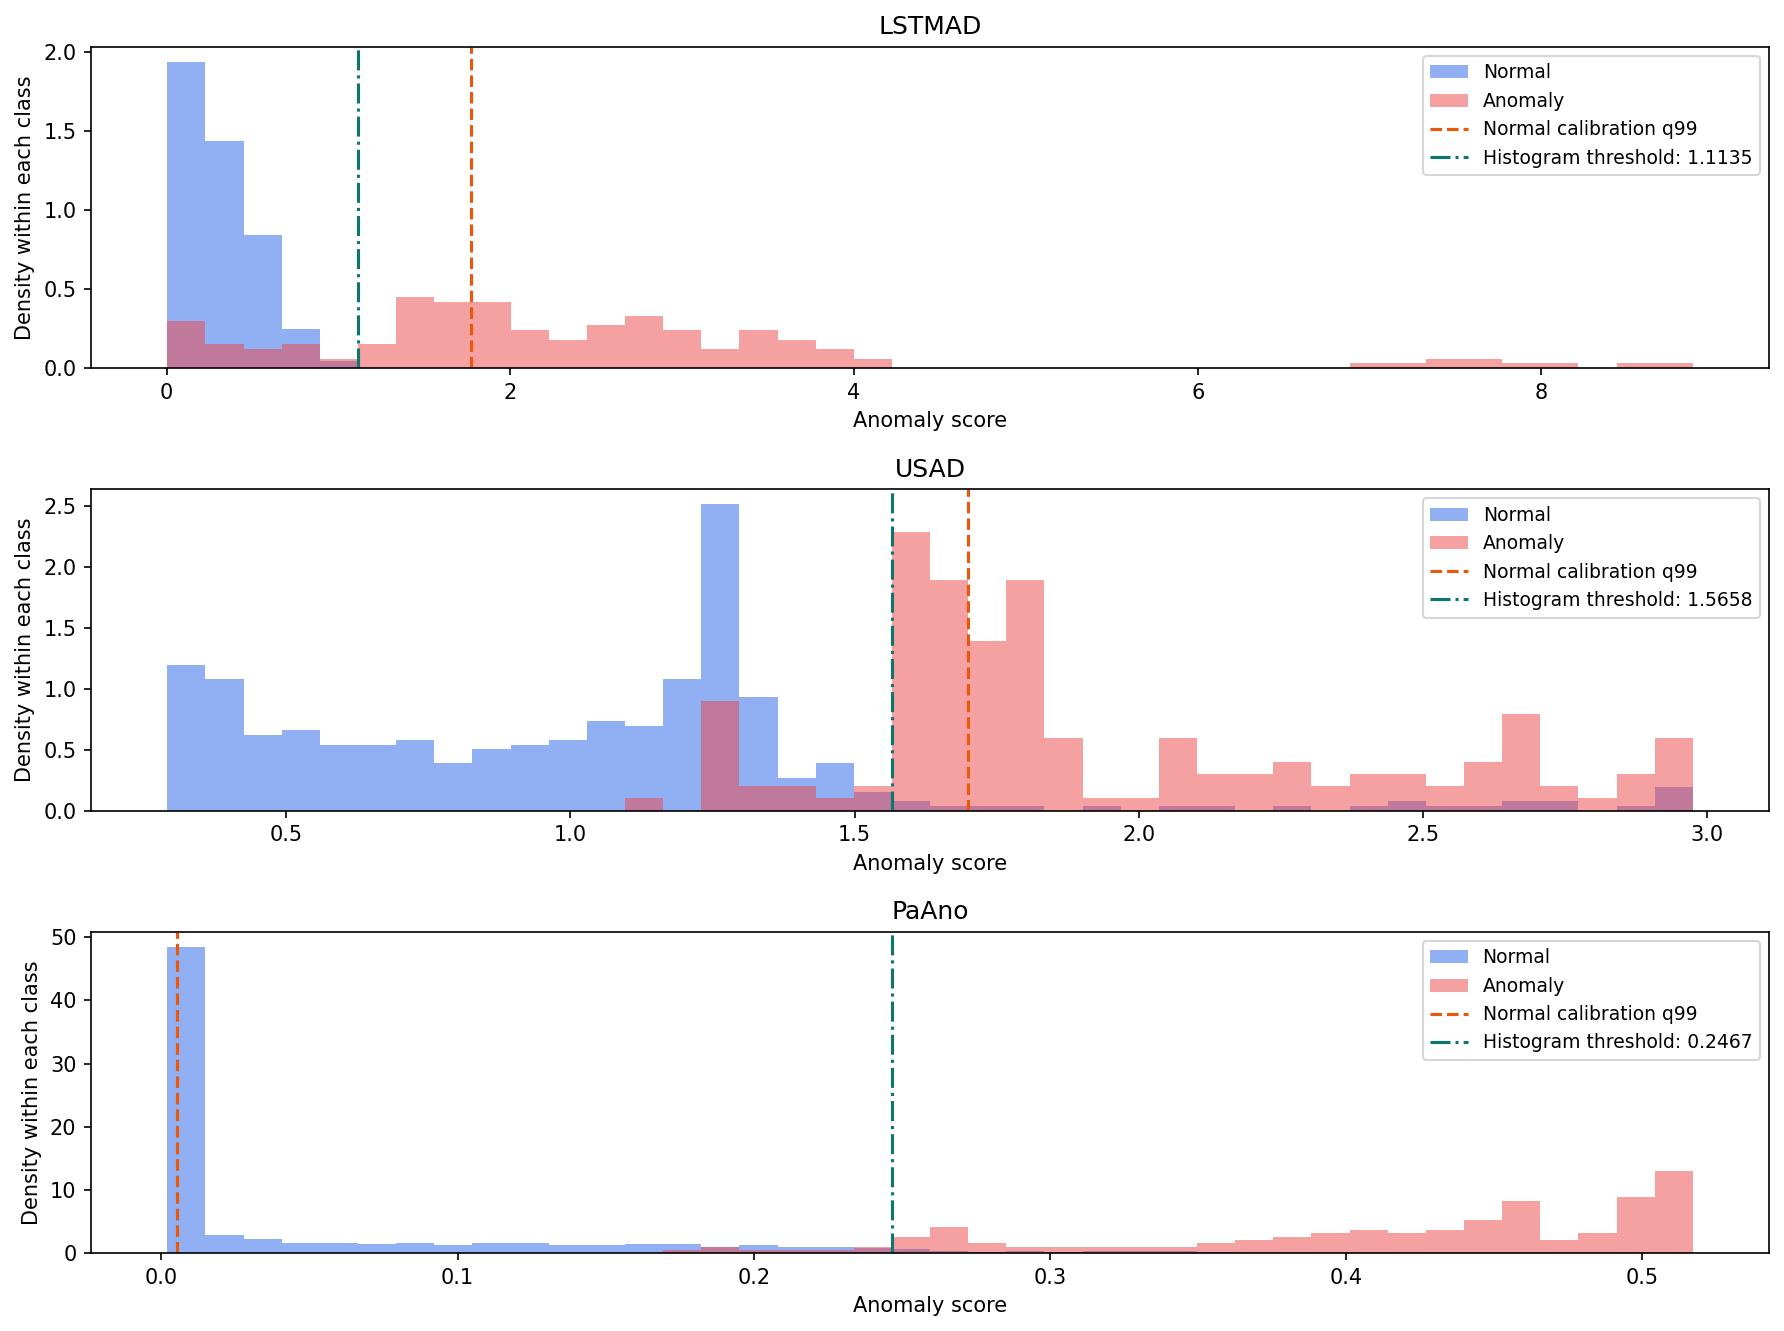 LSTMAD
2.0
1.5
1.0
0.5
0.0
Density within each class
Normal
Anomaly
Normal calibration q99
Histogram threshold: 1.1135
0 2 4 6 8
Anomaly score
USAD
2.5
2.0
1.5
1.0
0.5
0.0
Density within each class
Normal
Anomaly
Normal calibration q99
Histogram threshold: 1.5658
0.5 1.0 1.5 2.0 2.5 3.0
Anomaly score
PaAno
50
40
30
20
10
0
Density within each class
Normal
Anomaly
Normal calibration q99
Histogram threshold: 0.2467
0.0 0.1 0.2 0.3 0.4 0.5
Anomaly score